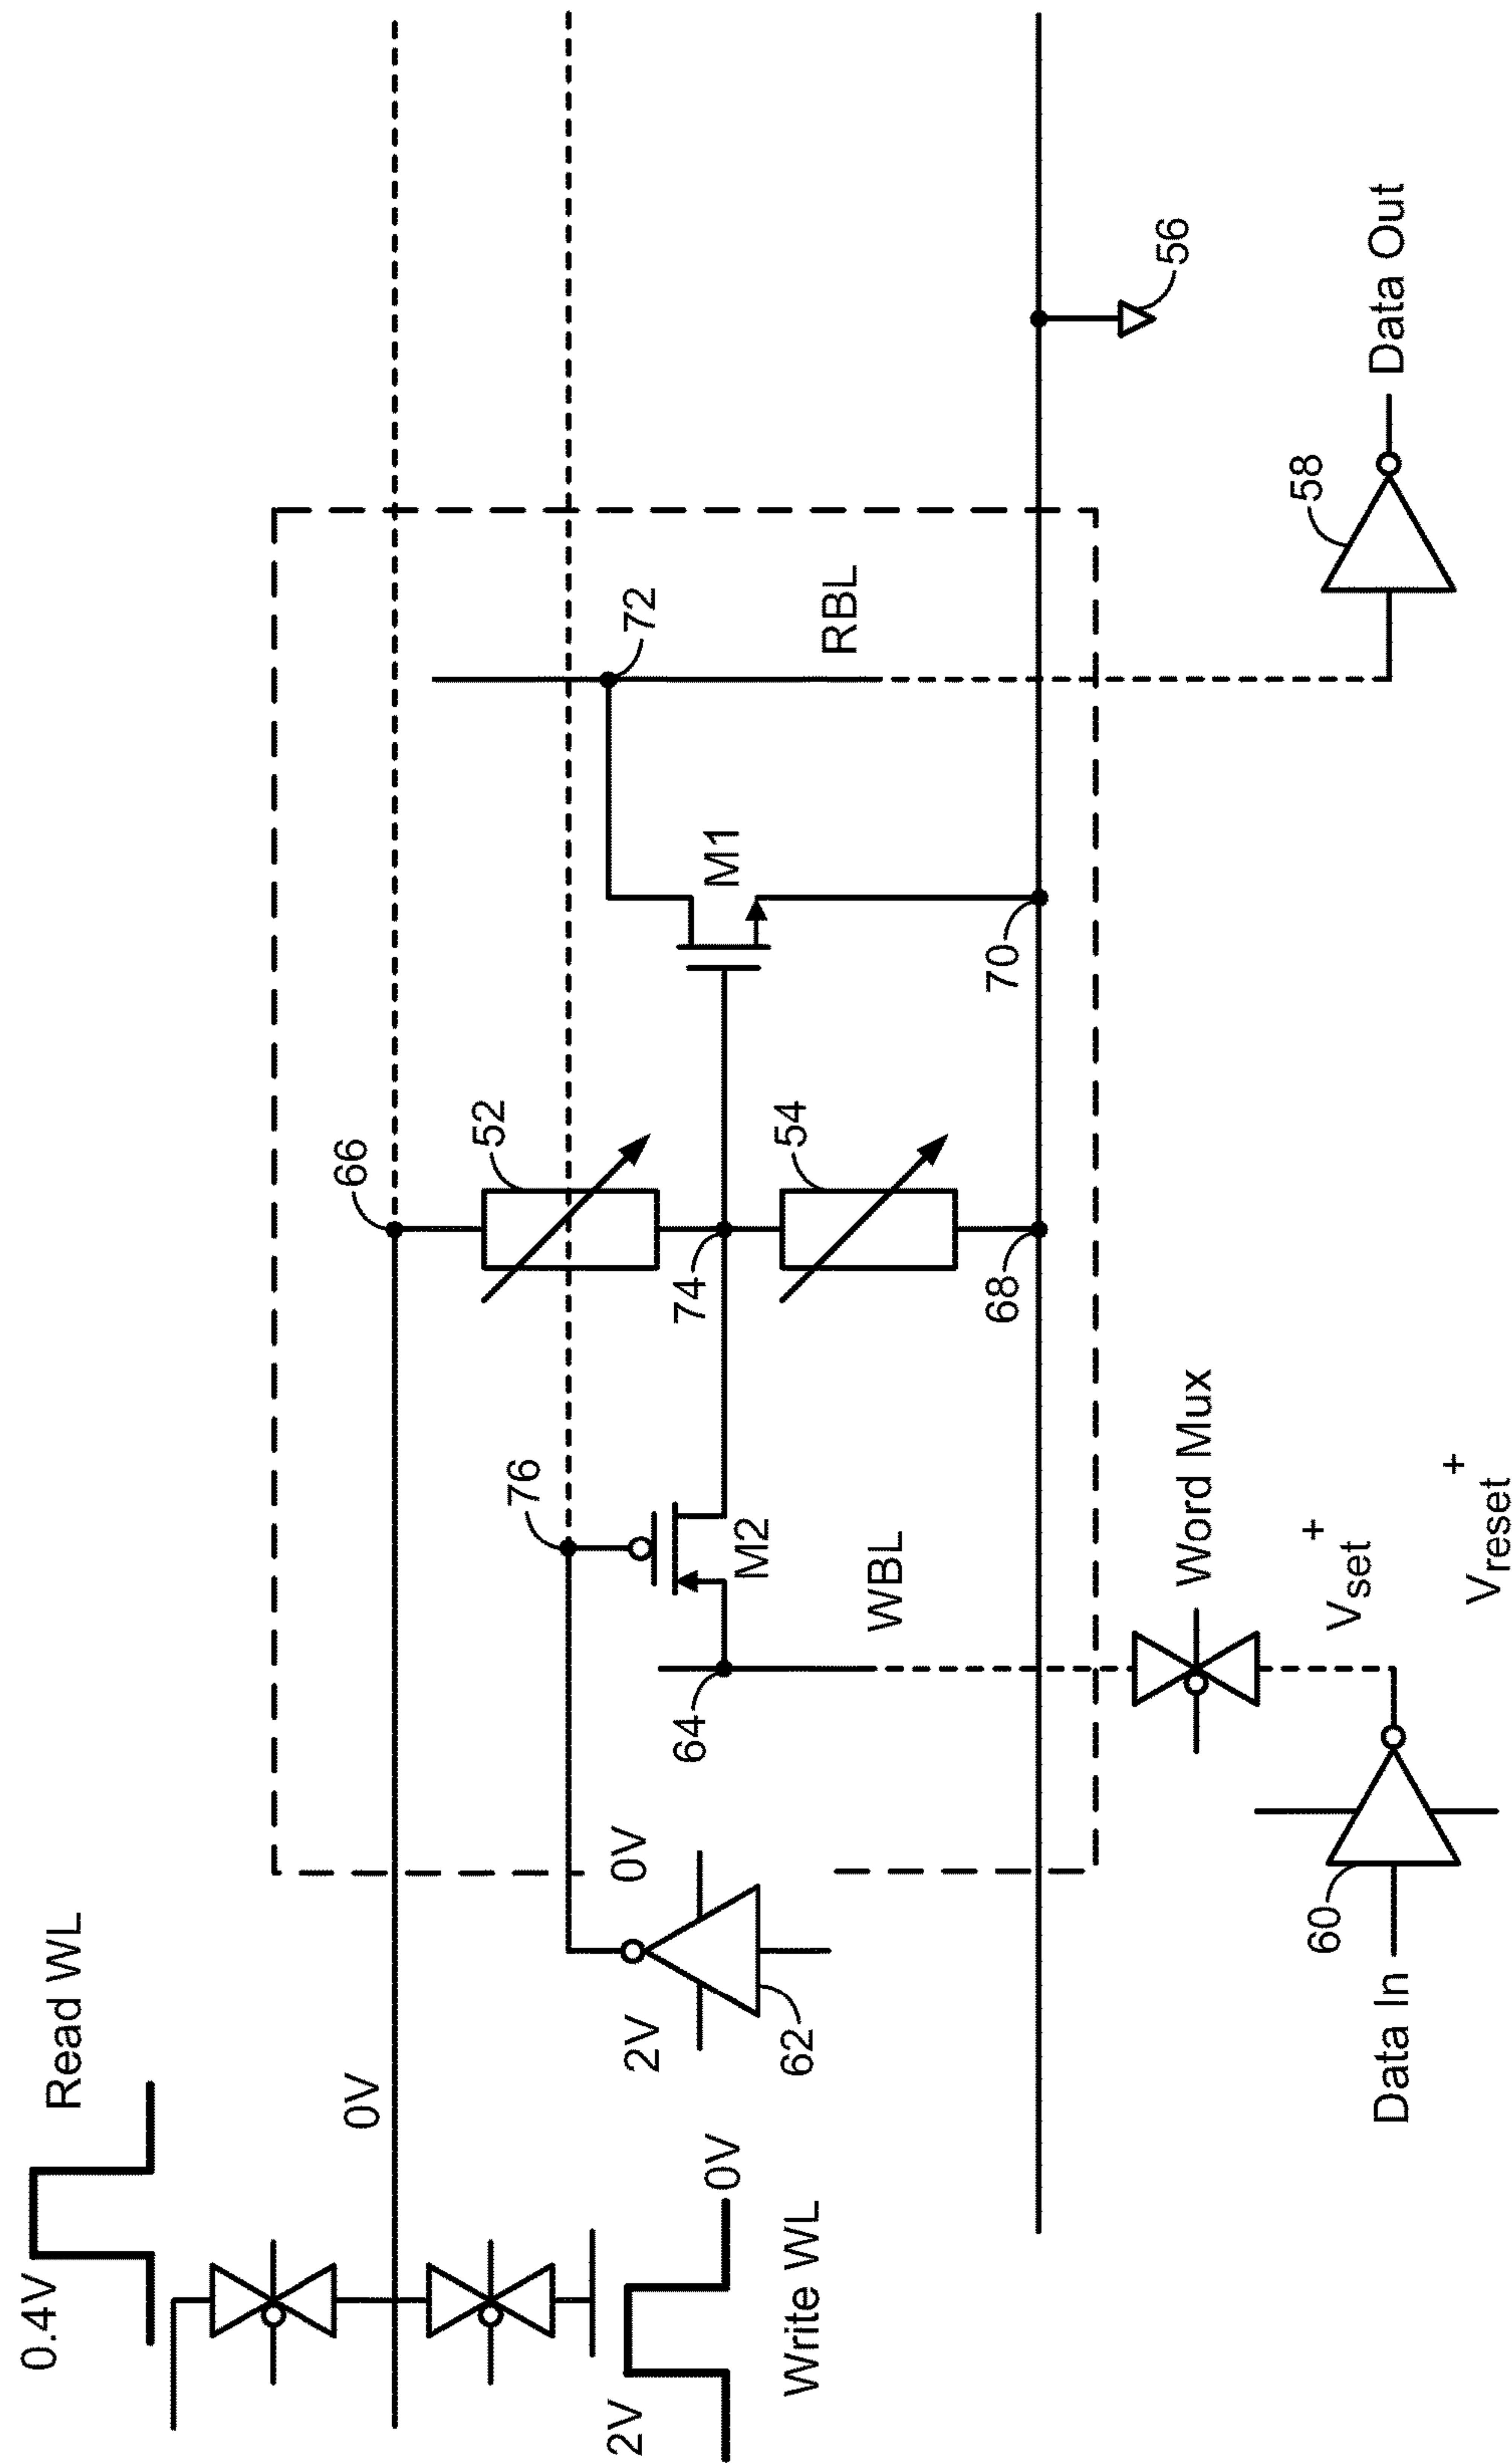 0.4V
Read WL
0V
66
52
76
2V
2V
0V
72
64
74
0V
M1
M2
Write WL
62
54
RBL
WBL
68
70
56
Word Mux
58
60
Vset+
Data In
Data Out
Vreset+